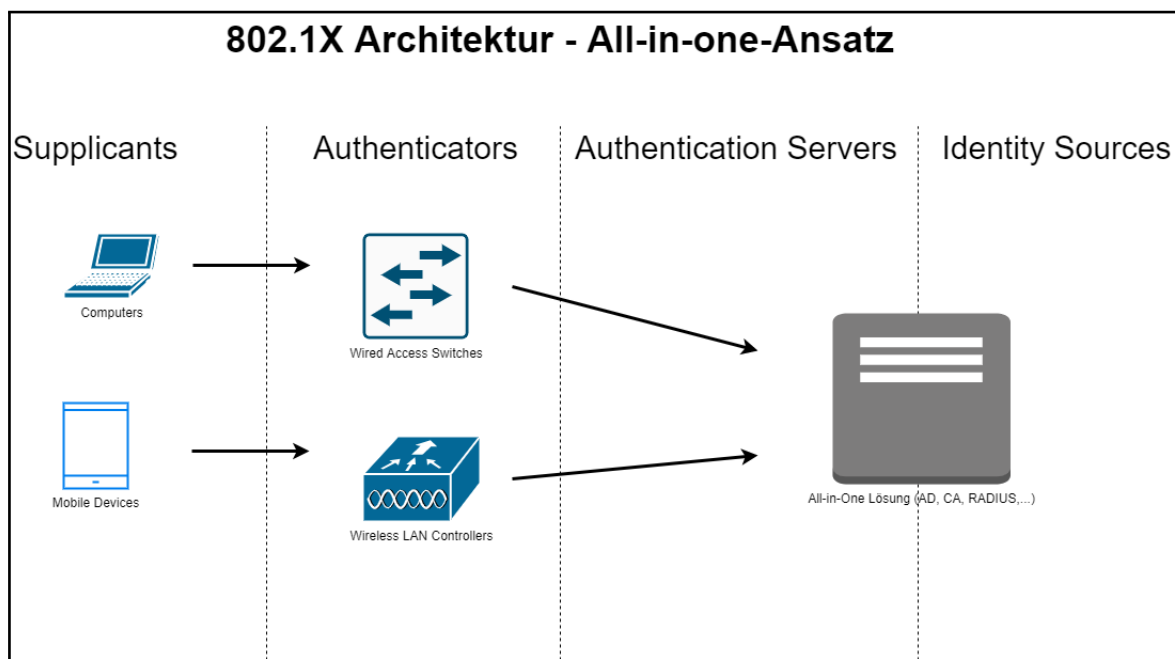 802.1X Architektur - All-in-one-Ansatz
Supplicants
Authenticators
Authentication Servers
Identity Sources
Computers
Wired Access Switches
Mobile Devices
Wireless LAN Controllers
All-in-One Lösung (AD, CA, RADIUS,...)